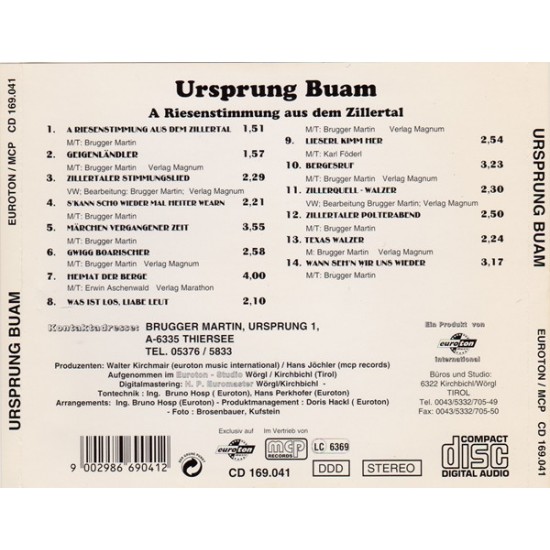 Ursprung Buam
A Riesenstimmung aus dem Zillertal
1. A RIESENSTIMMUNG AUS DEM ZILLERTAL 1,51
M/T: Brugger Martin
2. GEIGENLÄNDLER 1,57
M/T: Brugger Martin Verlag Magnum
3. ZILLERTALER STIMMUNGSLIED 2,29
VW; Bearbeitung: Brugger Martin; Verlag Magnum
4. S'KANN SCHO WIEDER MAL HEITER WEARN 2,21
M/T: Brugger Martin
5. MÄRCHEN VERGANGENER ZEIT 3,55
M/T: Brugger Martin
6. GWIGG BOARISCHER 2,58
M/T: Brugger Martin Verlag Magnum
7. HEIMAT DER BERGE 4,00
M/T: Erwin Aschenwald Verlag Marathon
8. WAS IST LOS, LIABE LEUT 2,10
M/T: Brugger Martin Verlag Magnum
9. LIESERL KIMM HER 2,54
M/T: Karl Föderl
10. BERGESRUF 3,23
M/T: Brugger Martin Verlag Magnum
11. ZILLERQUELL - WALZER 2,30
VW; Bearbeitung Brugger Martin; Verlag Magnum
12. ZILLERTALER POLTERABEND 2,50
M/T: Brugger Martin
13. TEXAS WALZER 2,24
M: Brugger Martin Verlag Magnum
14. WANN SEH'N WIR UNS WIEDER 3,17
M/T: Brugger Martin
Kontaktadresse: BRUGGER MARTIN, URSPRUNG 1,
A-6335 THIERSEE
TEL. 05376 / 5833
Ein Produkt von
euroton
International
Büros und Studio:
6322 Kirchbichl/Wörgl
TIROL
Tel. 0043/5332/49-49
Fax. 0043/5332/705-50
Produzenten: Walter Kirchmair (euroton music international) / Hans Jöchler (mcp records)
Aufgenommen im Euroton - Studio Wörgl / Kirchbichl (Tirol)
Digitalmastering: H. P. Euromaster Wörgl/Kirchbichl -
Tontechnik : Ing. Bruno Hosp ( Euroton), Hans Perkhofer (Euroton)
Arrangements : Ing. Bruno Hosp (Euroton) - Produktmanagement : Doris Hackl ( Euroton)
- Foto : Brosenbauer, Kufstein
Exclusiv auf
euroton
Im Vertrieb von
mcp
RECORDS
LC 6369
CD 169.041
DDD
STEREO
COMPACT
disc
DIGITAL AUDIO
9 002986 690412
URSPRUNG BUAM
EUROTON / MCP CD 169.041
URSPRUNG BUAM
EUROTON / MCP CD 169.041